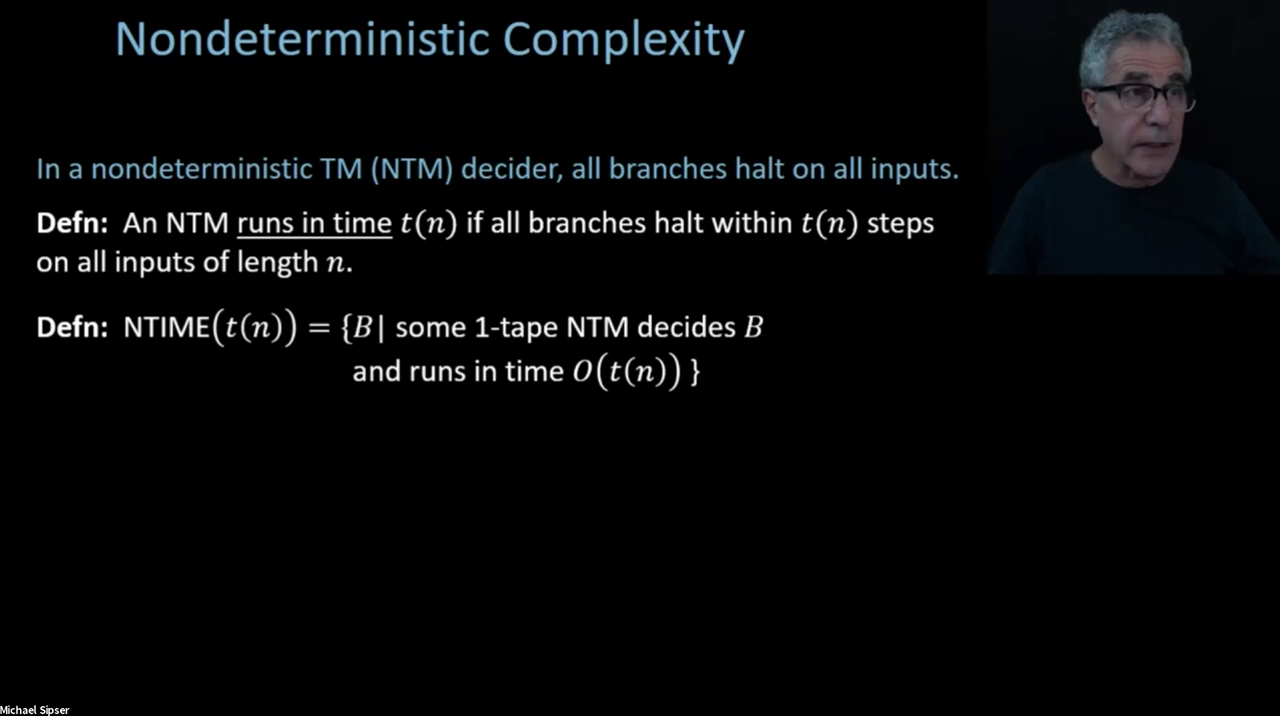 Nondeterministic Complexity
In a nondeterministic TM (NTM) decider, all branches halt on all inputs.
Defn: An NTM runs in time t(n) if all branches halt within t(n) steps
on all inputs of length n.
Defn: NTIME(t(n)) = {B| some 1-tape NTM decides B
and runs in time O(t(n)) }
Michael Sipser